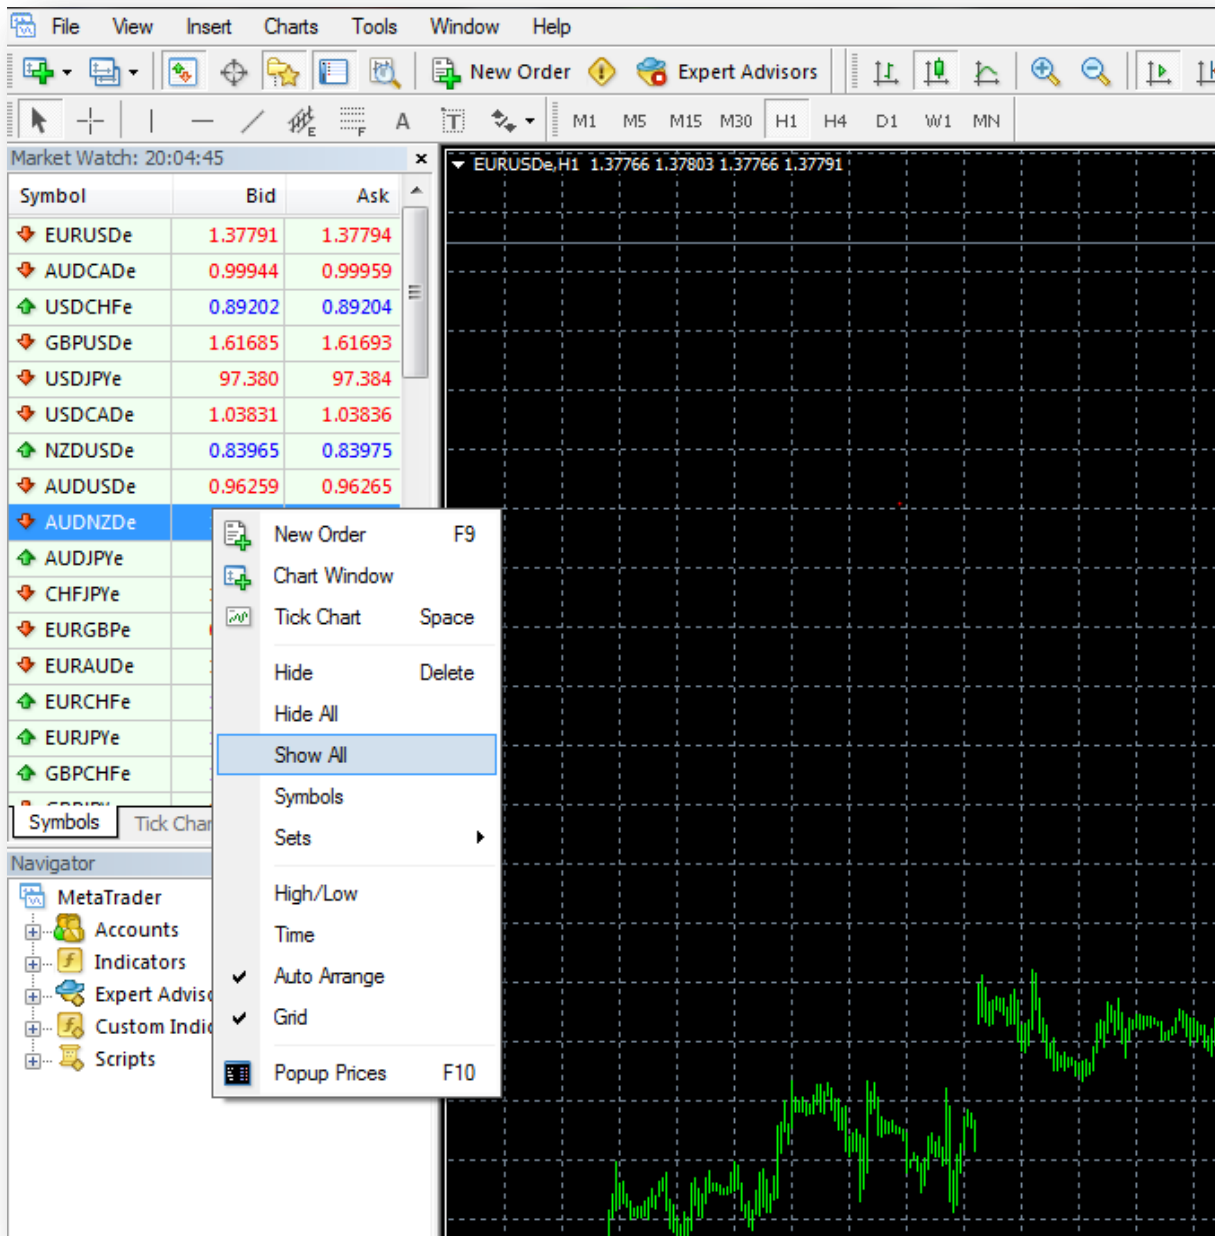 File View Insert Charts Tools Window Help
New Order Expert Advisors
E F A T M1 M5 M15 M30 H1 H4 D1 W1 MN
Market Watch: 20:04:45
EURUSDe,H1 1.37766 1.37803 1.37766 1.37791
Symbol Bid Ask
EURUSDe 1.37791 1.37794
AUDCADe 0.99944 0.99959
USDCHFe 0.89202 0.89204
GBPUSDe 1.61685 1.61693
USDJPYe 97.380 97.384
USDCADe 1.03831 1.03836
NZDUSDe 0.83965 0.83975
AUDUSDe 0.96259 0.96265
AUDNZDe
AUDJPYe
CHFJPYe
EURGBPe
EURAUDe
EURCHFe
EURJPYe
GBPCHFe
Symbols Tick Char
New Order F9
Chart Window
Tick Chart Space
Hide Delete
Hide All
Show All
Symbols
Sets
High/Low
Time
Auto Arrange
Grid
Popup Prices F10
Navigator
MetaTrader
Accounts
Indicators
Expert Adviso
Custom Indic
Scripts